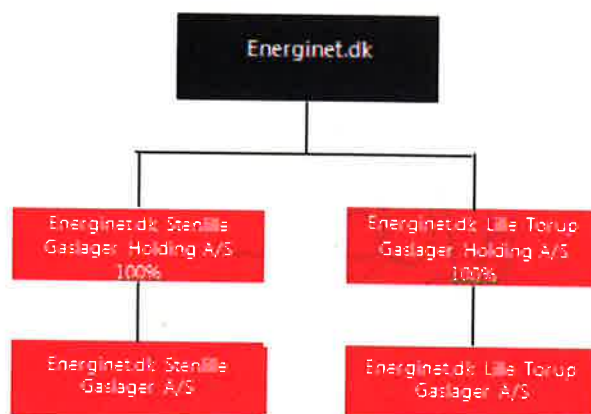 Energinet.dk
Energinet.dk Stenlille
Gaslager Holding A/S
100%
Energinet.dk Lille Torup
Gaslager Holding A/S
100%
Energinet.dk Stenlille
Gaslager A/S
Energinet.dk Lille Torup
Gaslager A/S